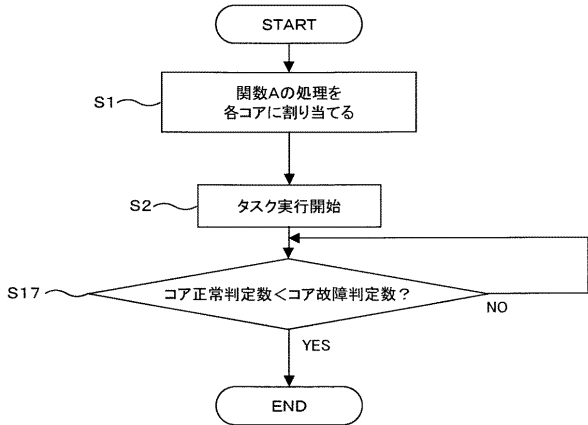 START
S1
関数Aの処理を
各コアに割り当てる
S2
タスク実行開始
S17
コア正常判定数<コア故障判定数?
NO
YES
END